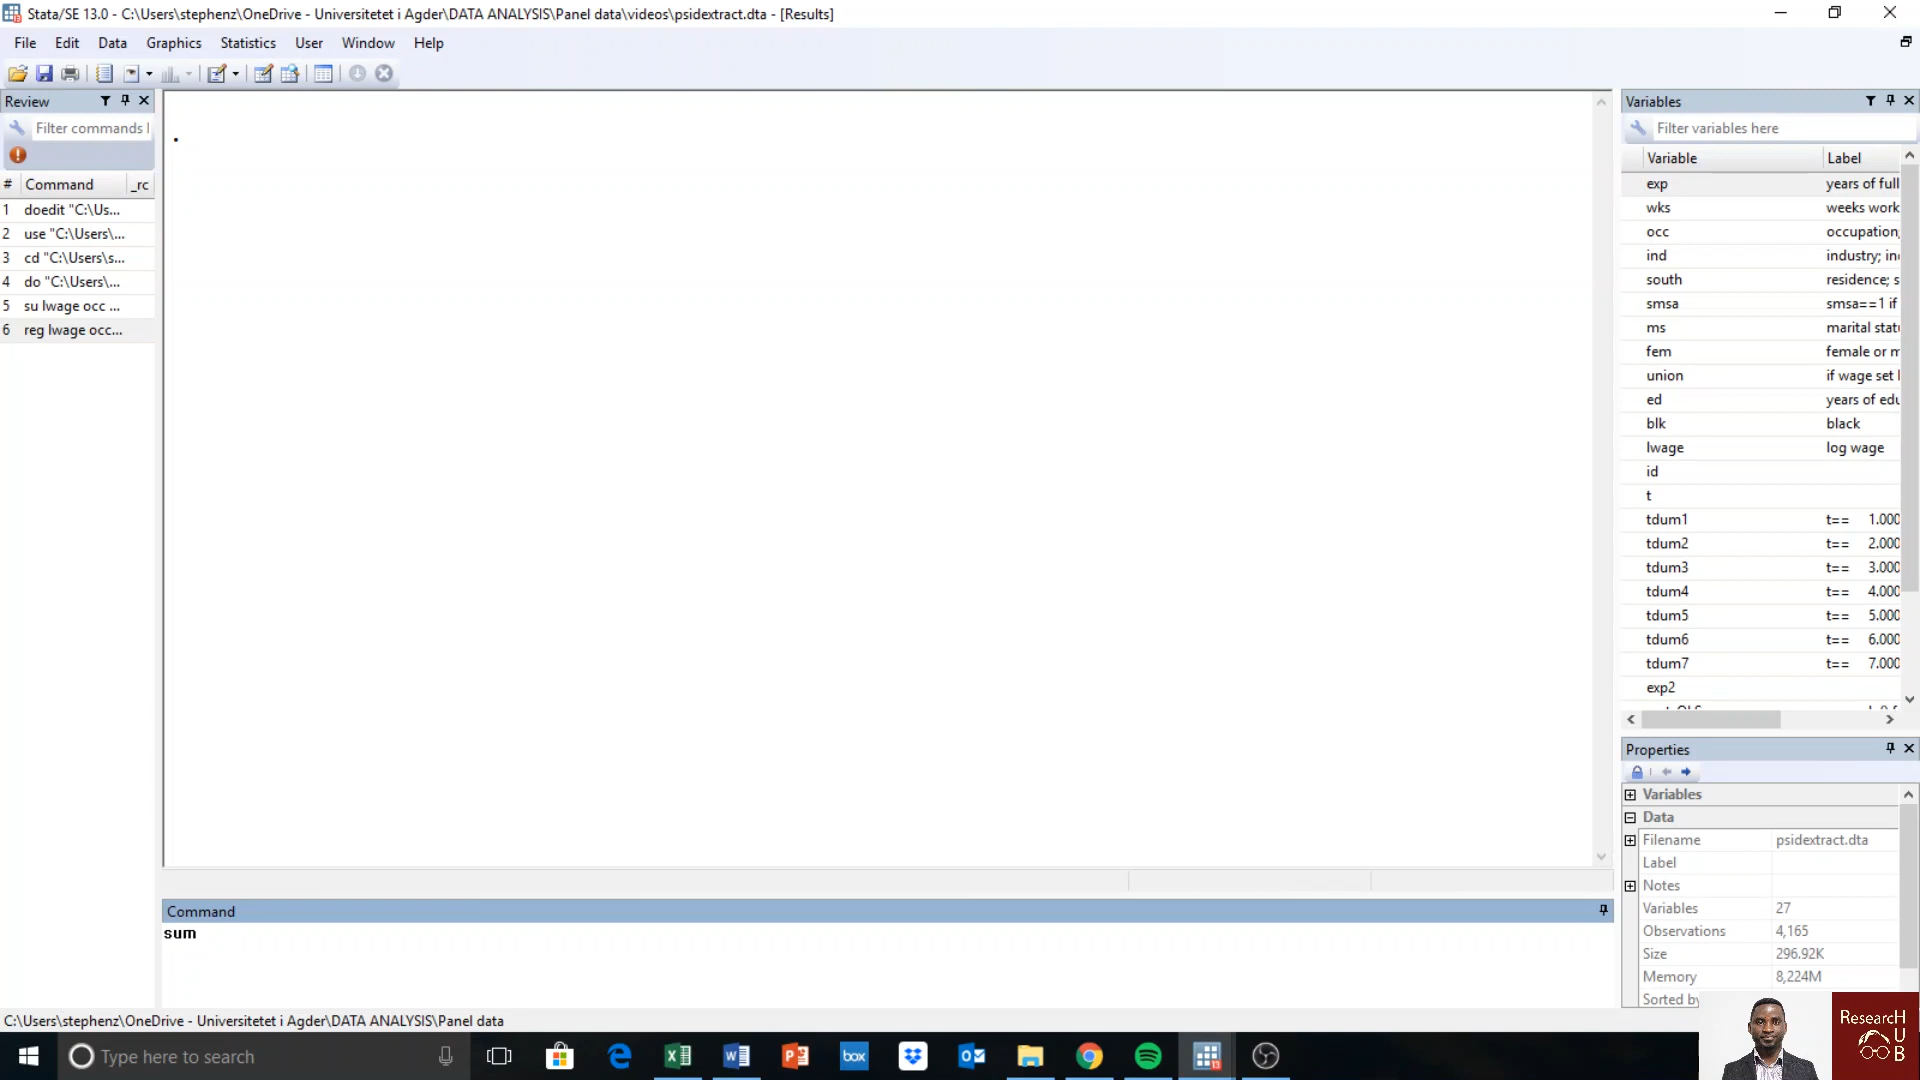 Stata/SE 13.0 - C:\Users\stephenz\OneDrive - Universitetet i Agder\DATA ANALYSIS\Panel data\videos\psidextract.dta - [Results]
File Edit Data Graphics Statistics User Window Help
Review
Filter commands
# Command _rc
1 doedit "C:\Us...
2 use "C:\Users\...
3 cd "C:\Users\s...
4 do "C:\Users\...
5 su lwage occ ...
6 reg lwage occ...
.
Command
sum
Variables
Filter variables here
Variable Label
exp years of full
wks weeks work
occ occupation;
ind industry; in
south residence; s
smsa smsa==1 if
ms marital stat
fem female or m
union if wage set
ed years of edu
blk black
lwage log wage
id
t
tdum1 t== 1.000
tdum2 t== 2.000
tdum3 t== 3.000
tdum4 t== 4.000
tdum5 t== 5.000
tdum6 t== 6.000
tdum7 t== 7.000
exp2
Properties
Variables
Data
Filename psidextract.dta
Label
Notes
Variables 27
Observations 4,165
Size 296.92K
Memory 8,224M
Sorted by
C:\Users\stephenz\OneDrive - Universitetet i Agder\DATA ANALYSIS\Panel data
Type here to search
box
ResearcH
U
B